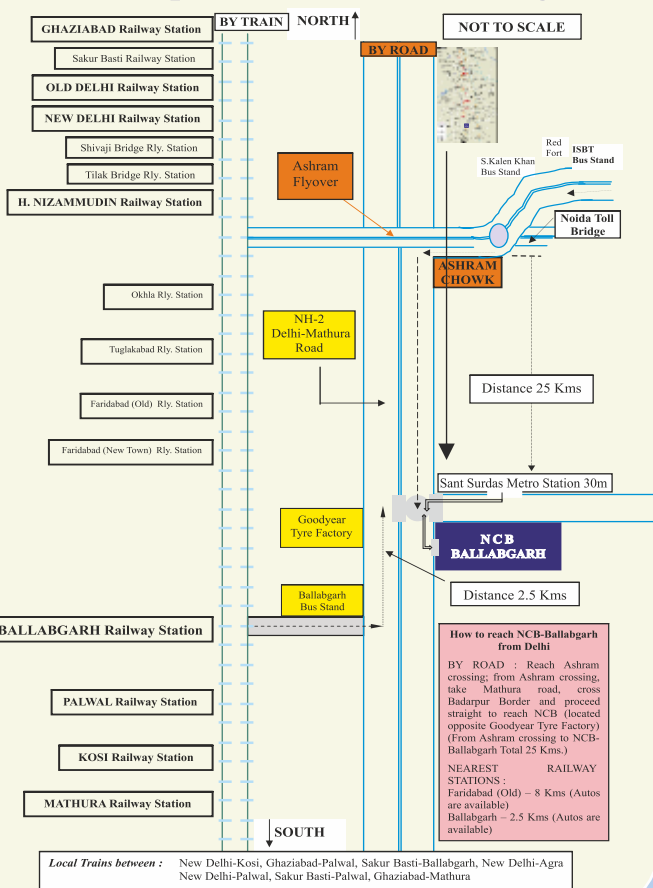 BY TRAIN
NORTH
NOT TO SCALE
GHAZIABAD Railway Station
BY ROAD
Sakur Basti Railway Station
OLD DELHI Railway Station
NEW DELHI Railway Station
Shivaji Bridge Rly. Station
Tilak Bridge Rly. Station
H. NIZAMMUDIN Railway Station
Ashram
Flyover
Red
Fort
ISBT
Bus Stand
S.Kalen Khan
Bus Stand
Noida Toll
Bridge
ASHRAM
CHOWK
Okhla Rly. Station
NH-2
Delhi-Mathura
Road
Tuglakabad Rly. Station
Distance 25 Kms
Faridabad (Old) Rly. Station
Faridabad (New Town) Rly. Station
Sant Surdas Metro Station 30m
Goodyear
Tyre Factory
N C B
BALLABGARH
Ballabgarh
Bus Stand
Distance 2.5 Kms
BALLABGARH Railway Station
How to reach NCB-Ballabgarh
from Delhi
BY ROAD : Reach Ashram
crossing; from Ashram crossing,
take Mathura road, cross
Badarpur Border and proceed
straight to reach NCB (located
opposite Goodyear Tyre Factory)
(From Ashram crossing to NCB-
Ballabgarh Total 25 Kms.)
NEAREST RAILWAY
STATIONS :
Faridabad (Old) – 8 Kms (Autos
are available)
Ballabgarh – 2.5 Kms (Autos are
available)
PALWAL Railway Station
KOSI Railway Station
MATHURA Railway Station
SOUTH
Local Trains between : New Delhi-Kosi, Ghaziabad-Palwal, Sakur Basti-Ballabgarh, New Delhi-Agra
New Delhi-Palwal, Sakur Basti-Palwal, Ghaziabad-Mathura